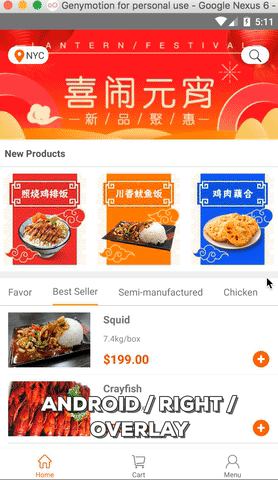 Genymotion for personal use - Google Nexus 6 -
5:11
LANTERN/FESTIVAL
NYC
喜闹元宵
新/品/聚/惠
New Products
照烧鸡排饭
川香鱿鱼饭
鸡肉藕合
Favor
Best Seller
Semi-manufactured
Chicken
Squid
7.4kg/box
$199.00
Crayfish
ANDROID / RIGHT /
OVERLAY
Home
Cart
Menu